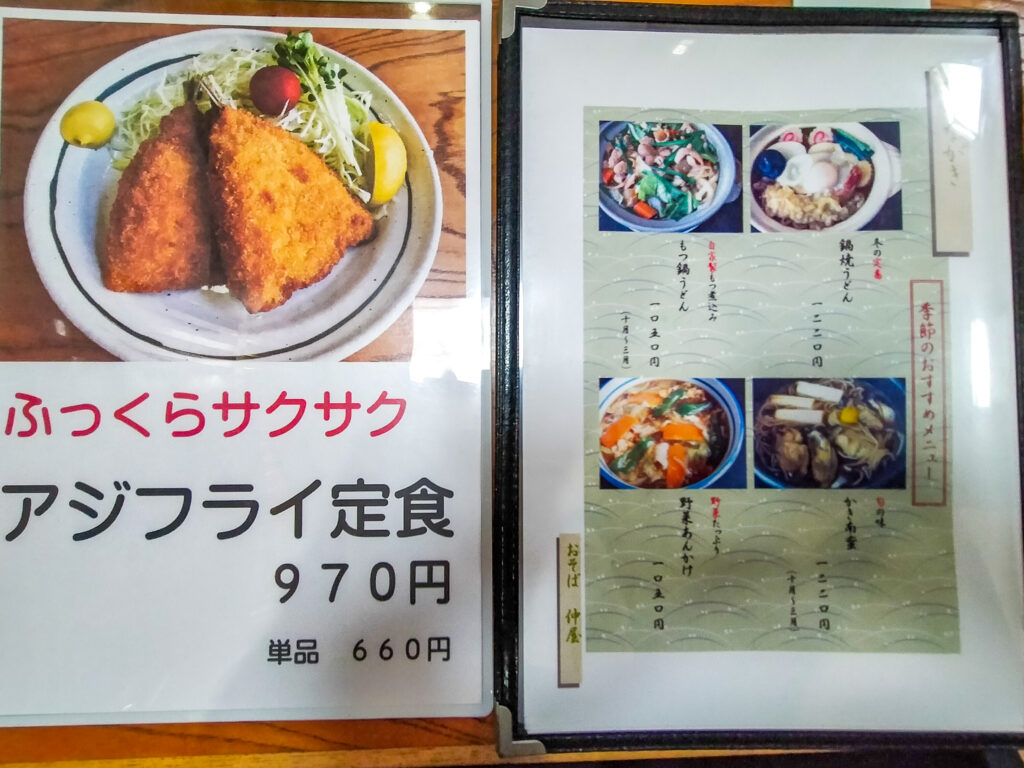 ふっくらサクサク
アジフライ定食
９７０円
単品　６６０円
季節のおすすめメニュー
冬の定番
鍋焼うどん
一二二〇円
自家製もつ煮込み
もつ鍋うどん
一〇五〇円
（十月〜三月）
旬の味
かき南蛮
一二二〇円
（十月〜三月）
野菜たっぷり
野菜あんかけ
一〇五〇円
おそば　仲屋